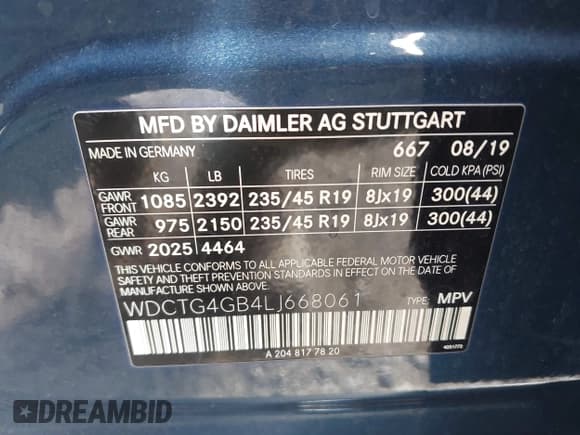 MFD BY DAIMLER AG STUTTGART
MADE IN GERMANY 667 08/19
KG LB TIRES RIM SIZE COLD KPA (PSI)
GAWR FRONT 1085 2392 235/45 R19 8Jx19 300(44)
GAWR REAR 975 2150 235/45 R19 8Jx19 300(44)
GVWR 2025 4464
THIS VEHICLE CONFORMS TO ALL APPLICABLE FEDERAL MOTOR VEHICLE
SAFETY, BUMPER, AND THEFT PREVENTION STANDARDS IN EFFECT
ON THE DATE OF MANUFACTURE SHOWN ABOVE.
WDCTG4GB4LJ668061 TYPE: MPV
A 204 817 78 20
DREAMBID